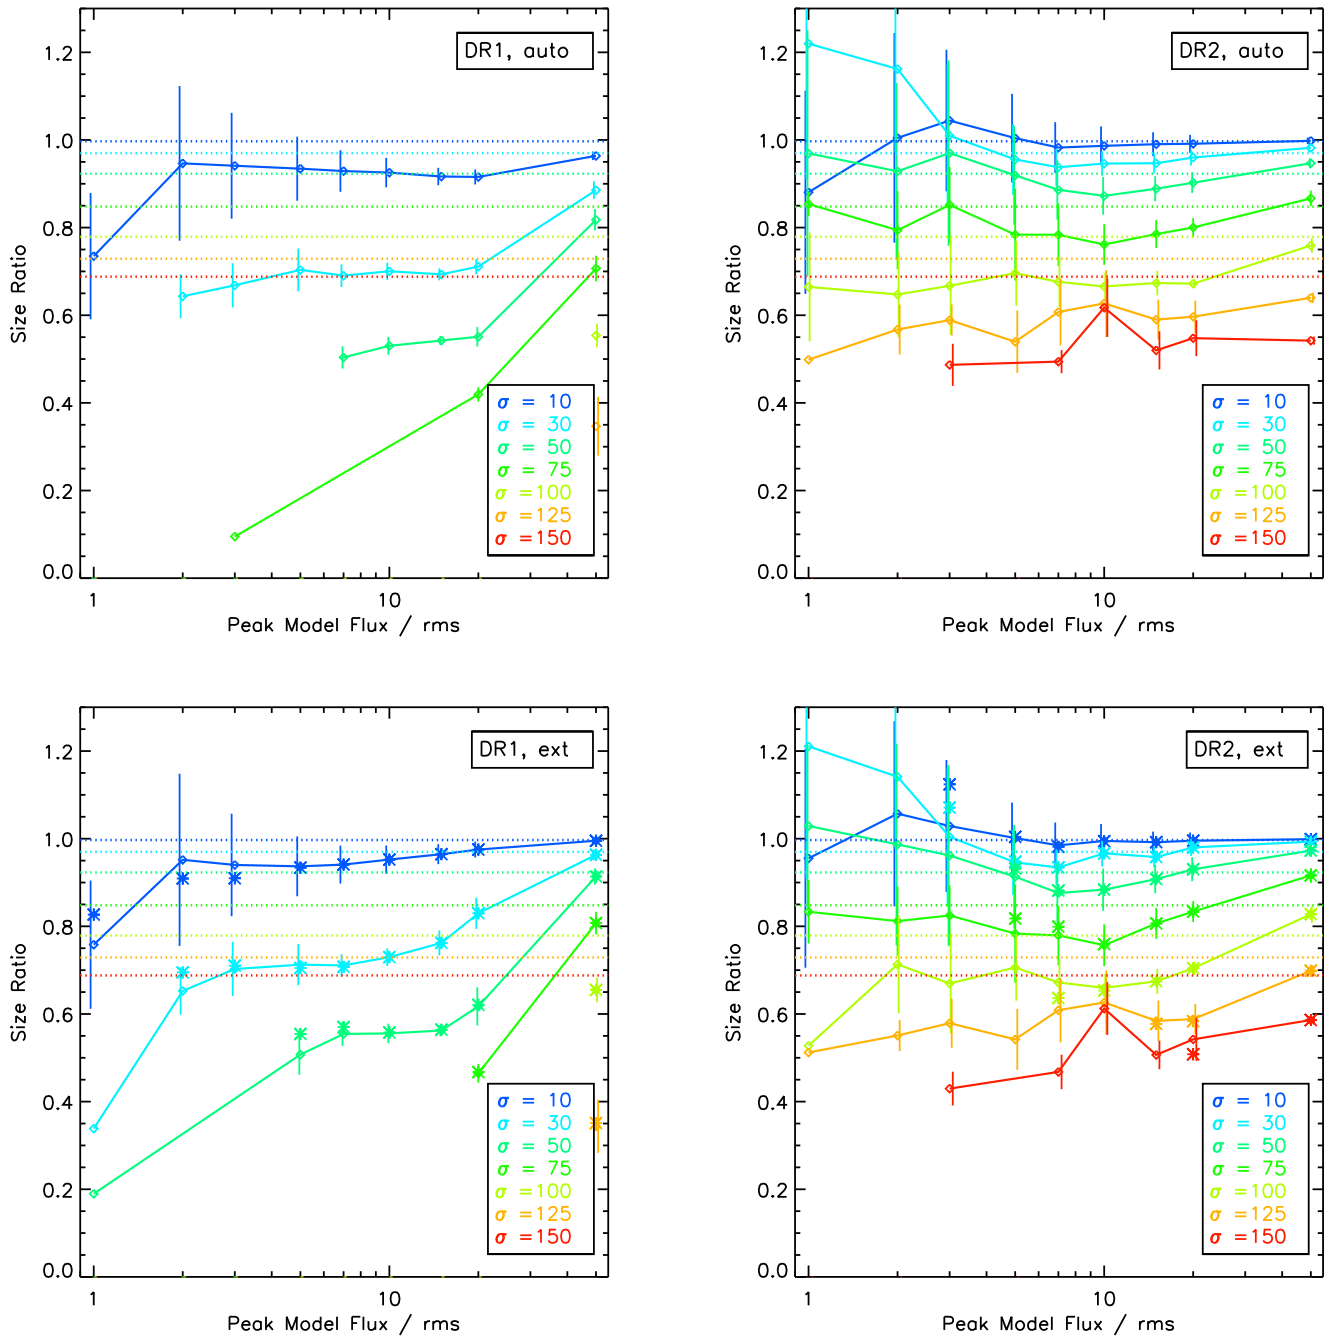 DR1, auto
1.2
1.0
0.8
0.6
0.4
0.2
0.0
Size Ratio
σ = 10
σ = 30
σ = 50
σ = 75
σ =100
σ =125
σ =150
1
10
Peak Model Flux / rms
DR2, auto
1.2
1.0
0.8
0.6
0.4
0.2
0.0
Size Ratio
σ = 10
σ = 30
σ = 50
σ = 75
σ =100
σ =125
σ =150
1
10
Peak Model Flux / rms
DR1, ext
1.2
1.0
0.8
0.6
0.4
0.2
0.0
Size Ratio
σ = 10
σ = 30
σ = 50
σ = 75
σ =100
σ =125
σ =150
1
10
Peak Model Flux / rms
DR2, ext
1.2
1.0
0.8
0.6
0.4
0.2
0.0
Size Ratio
σ = 10
σ = 30
σ = 50
σ = 75
σ =100
σ =125
σ =150
1
10
Peak Model Flux / rms